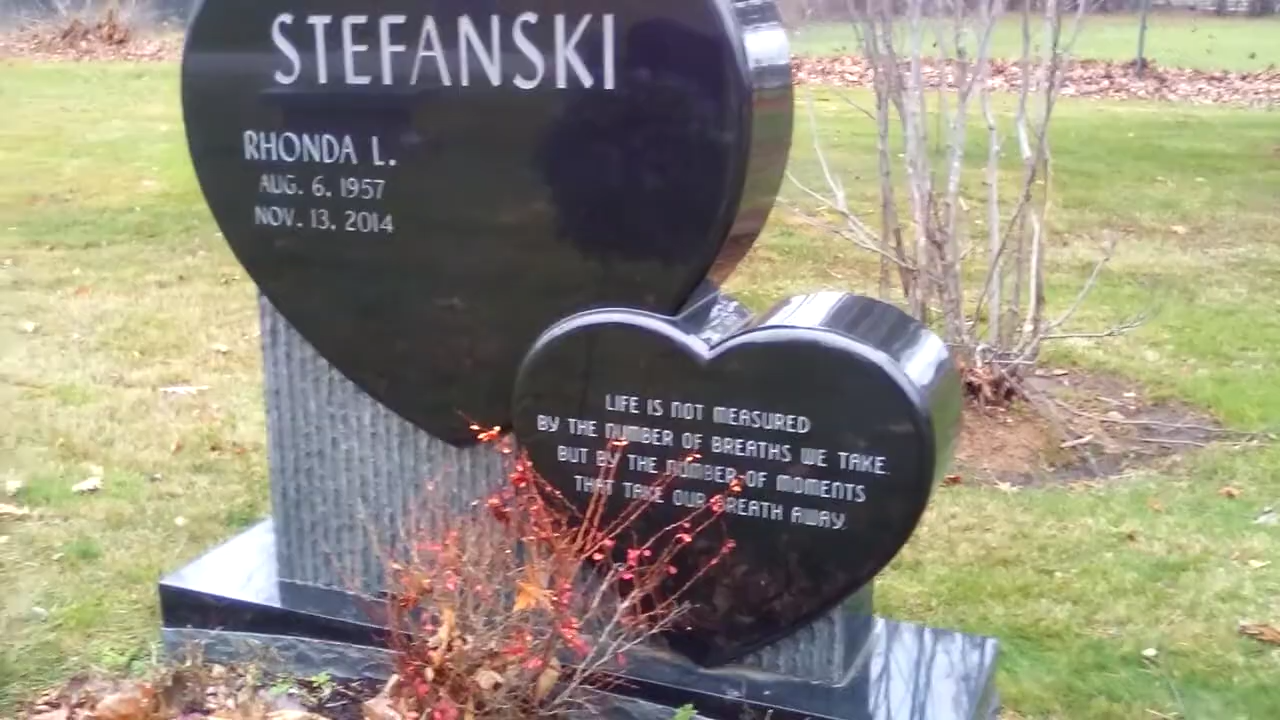 STEFANSKI
RHONDA L.
AUG. 6. 1957
NOV. 13. 2014
LIFE IS NOT MEASURED
BY THE NUMBER OF BREATHS WE TAKE.
BUT BY THE NUMBER OF MOMENTS
THAT TAKE OUR BREATH AWAY.